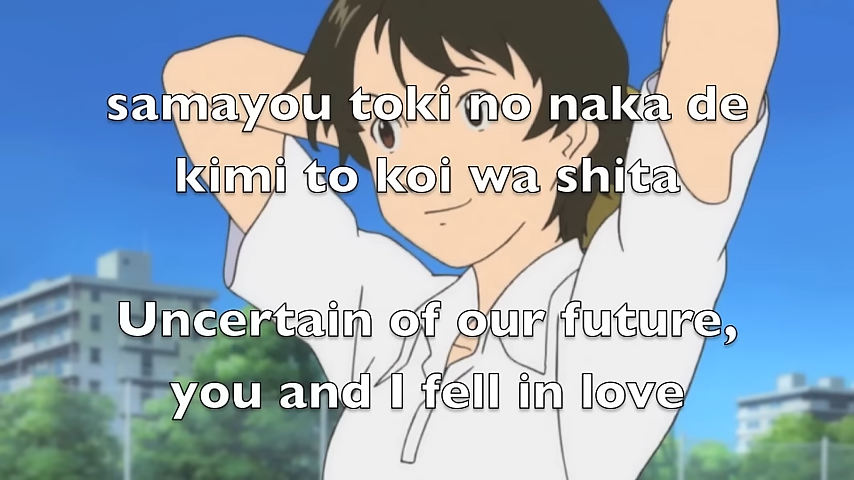 samayou toki no naka de
kimi to koi wa shita
Uncertain of our future,
you and I fell in love